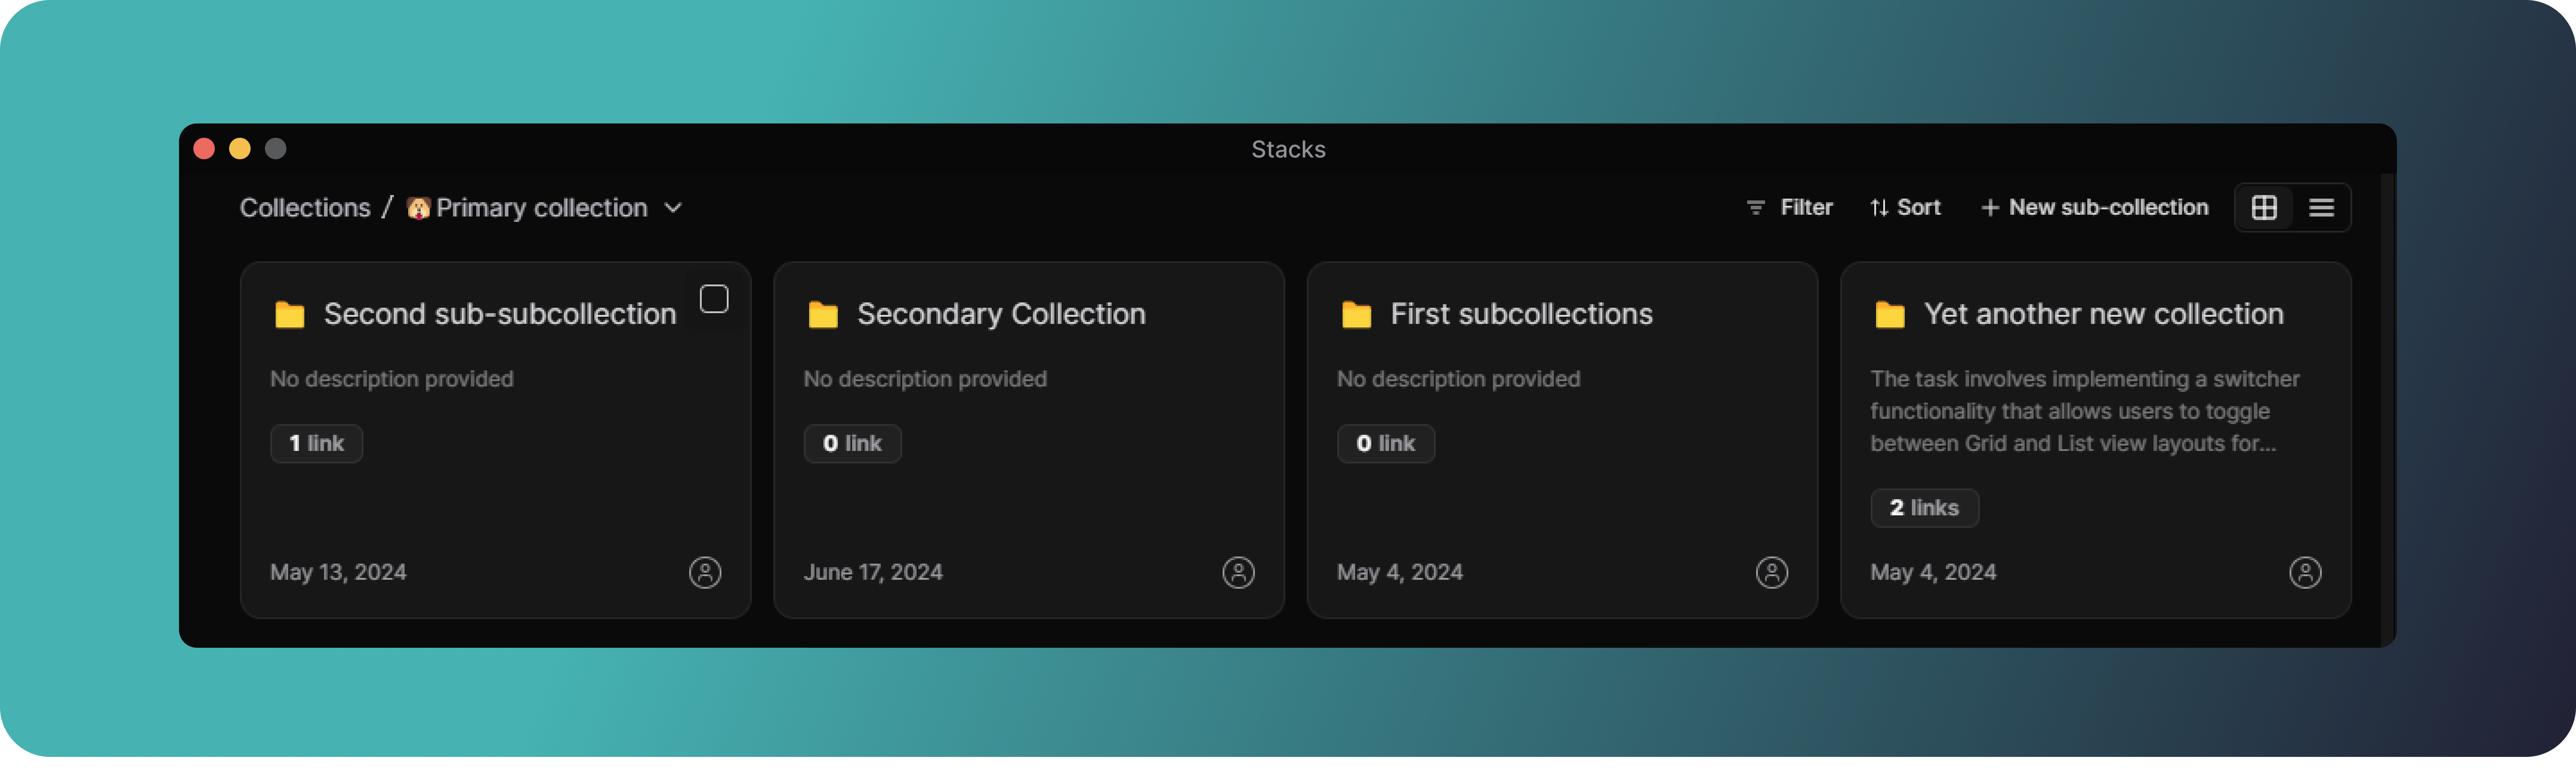 Stacks
Collections / Primary collection
Filter
Sort
New sub-collection
Second sub-subcollection
No description provided
1 link
May 13, 2024
Secondary Collection
No description provided
0 link
June 17, 2024
First subcollections
No description provided
0 link
May 4, 2024
Yet another new collection
The task involves implementing a switcher
functionality that allows users to toggle
between Grid and List view layouts for...
2 links
May 4, 2024